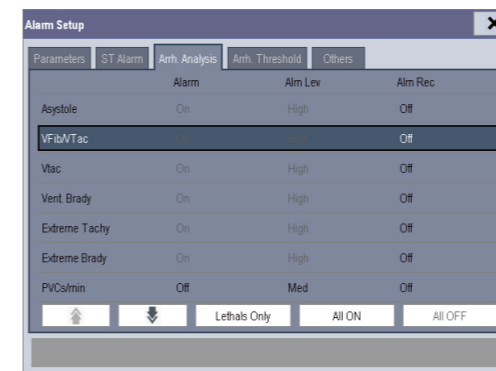 Alarm Setup
Parameters ST Alarm Arrh. Analysis Arrh. Threshold Others
Alarm Alm Lev Alm Rec
Asystole On High Off
VFib/VTac On High Off
Vtac On High Off
Vent. Brady On High Off
Extreme Tachy On High Off
Extreme Brady On High Off
PVCs/min Off Med Off
Lethals Only All ON All OFF